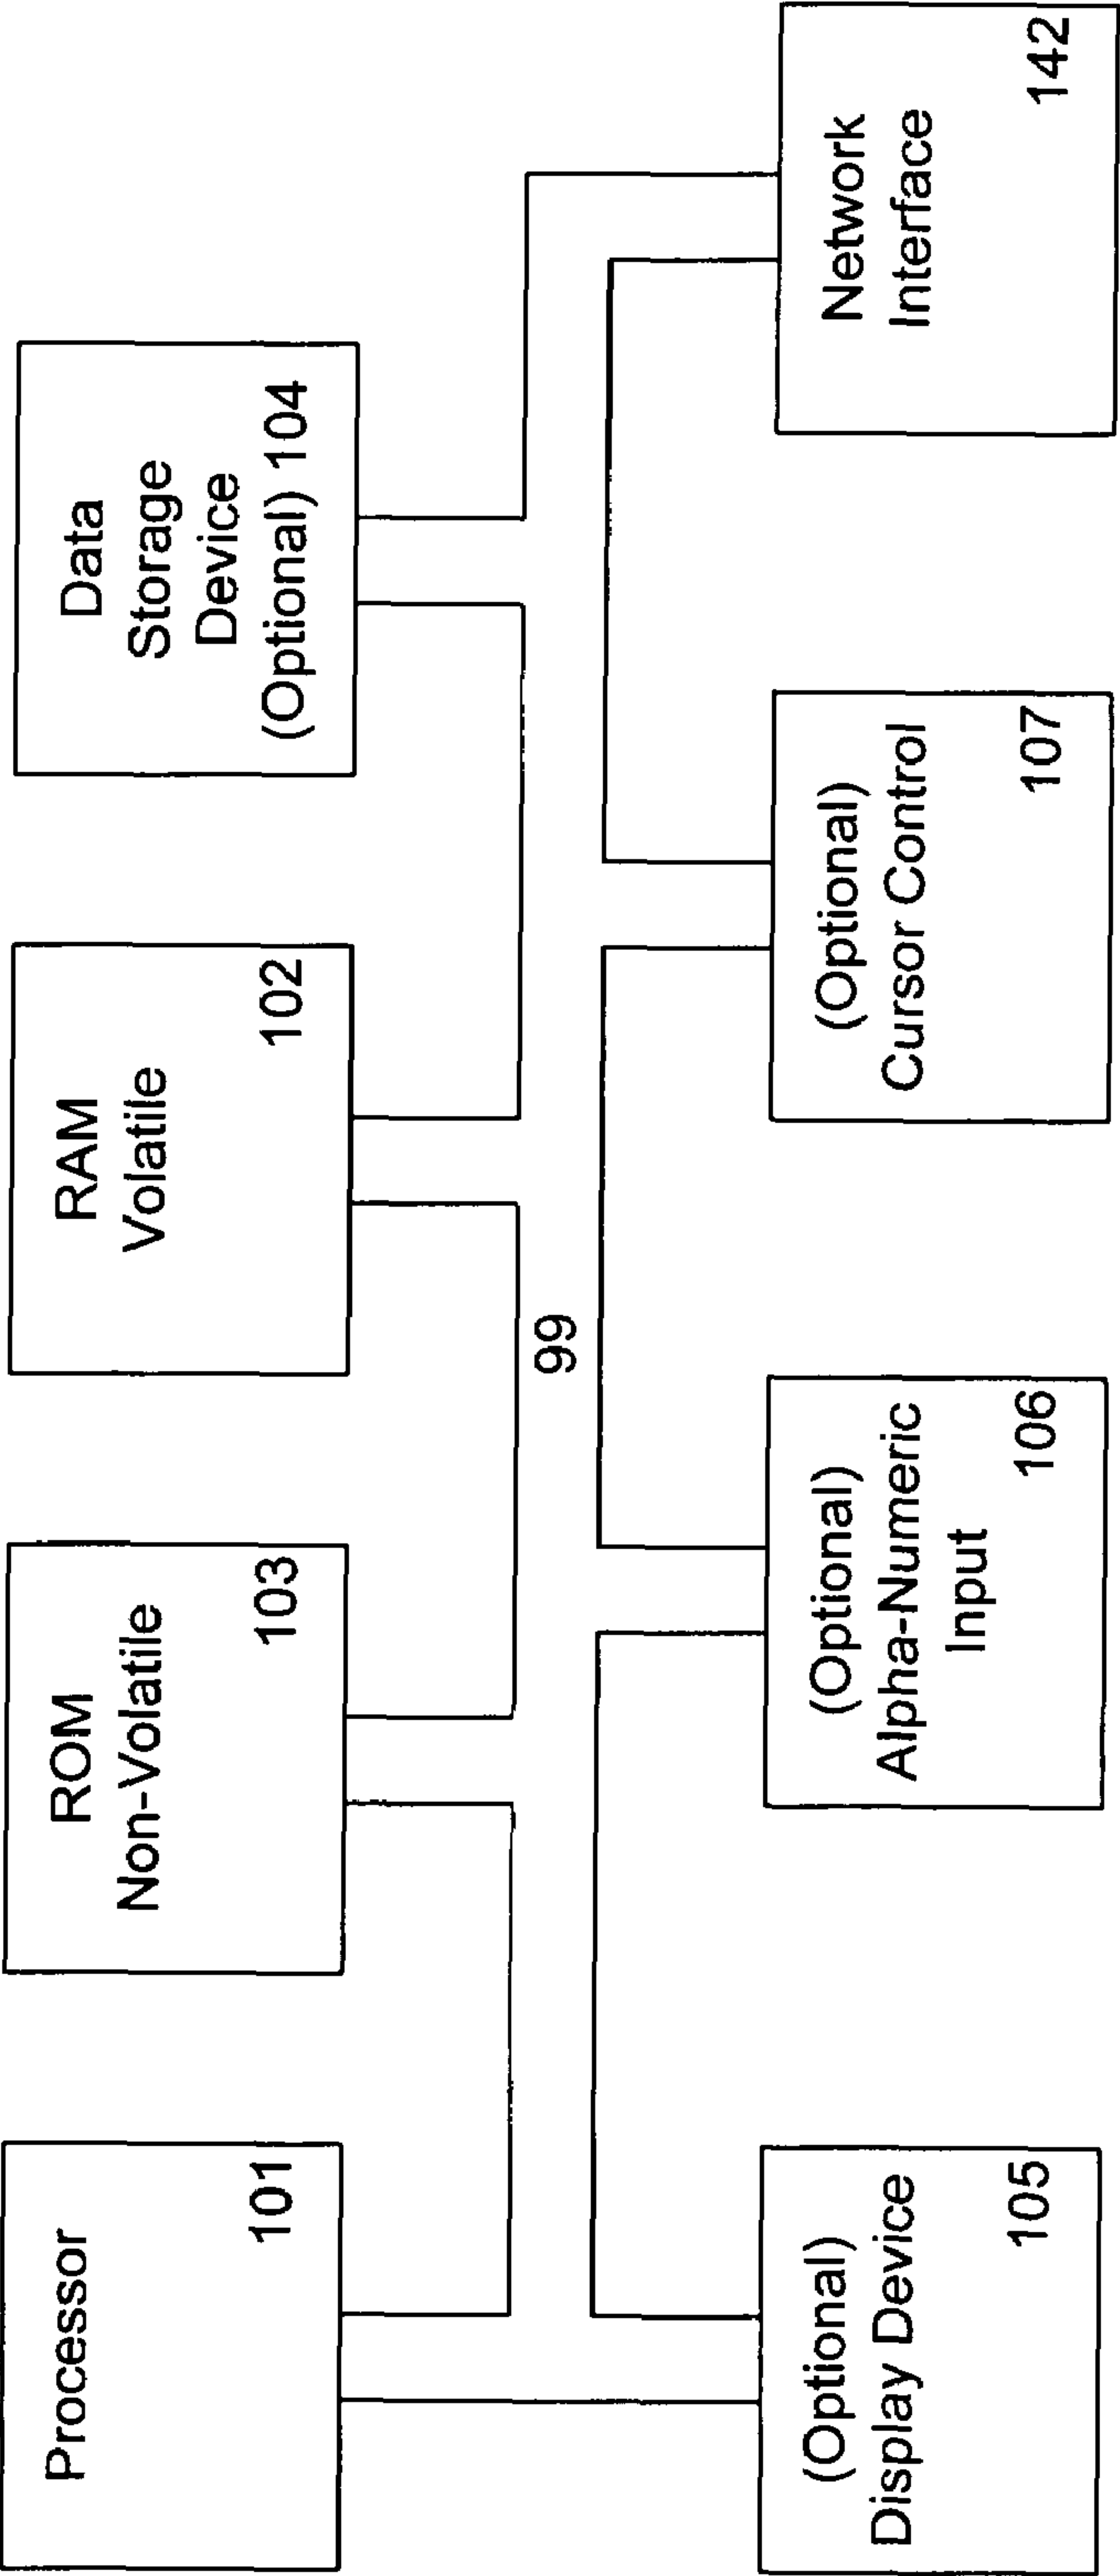 Processor
101
ROM
Non-Volatile
103
RAM
Volatile
102
Data
Storage
Device
(Optional) 104
99
(Optional)
Display Device
105
(Optional)
Alpha-Numeric
Input
106
(Optional)
Cursor Control
107
Network
Interface
142